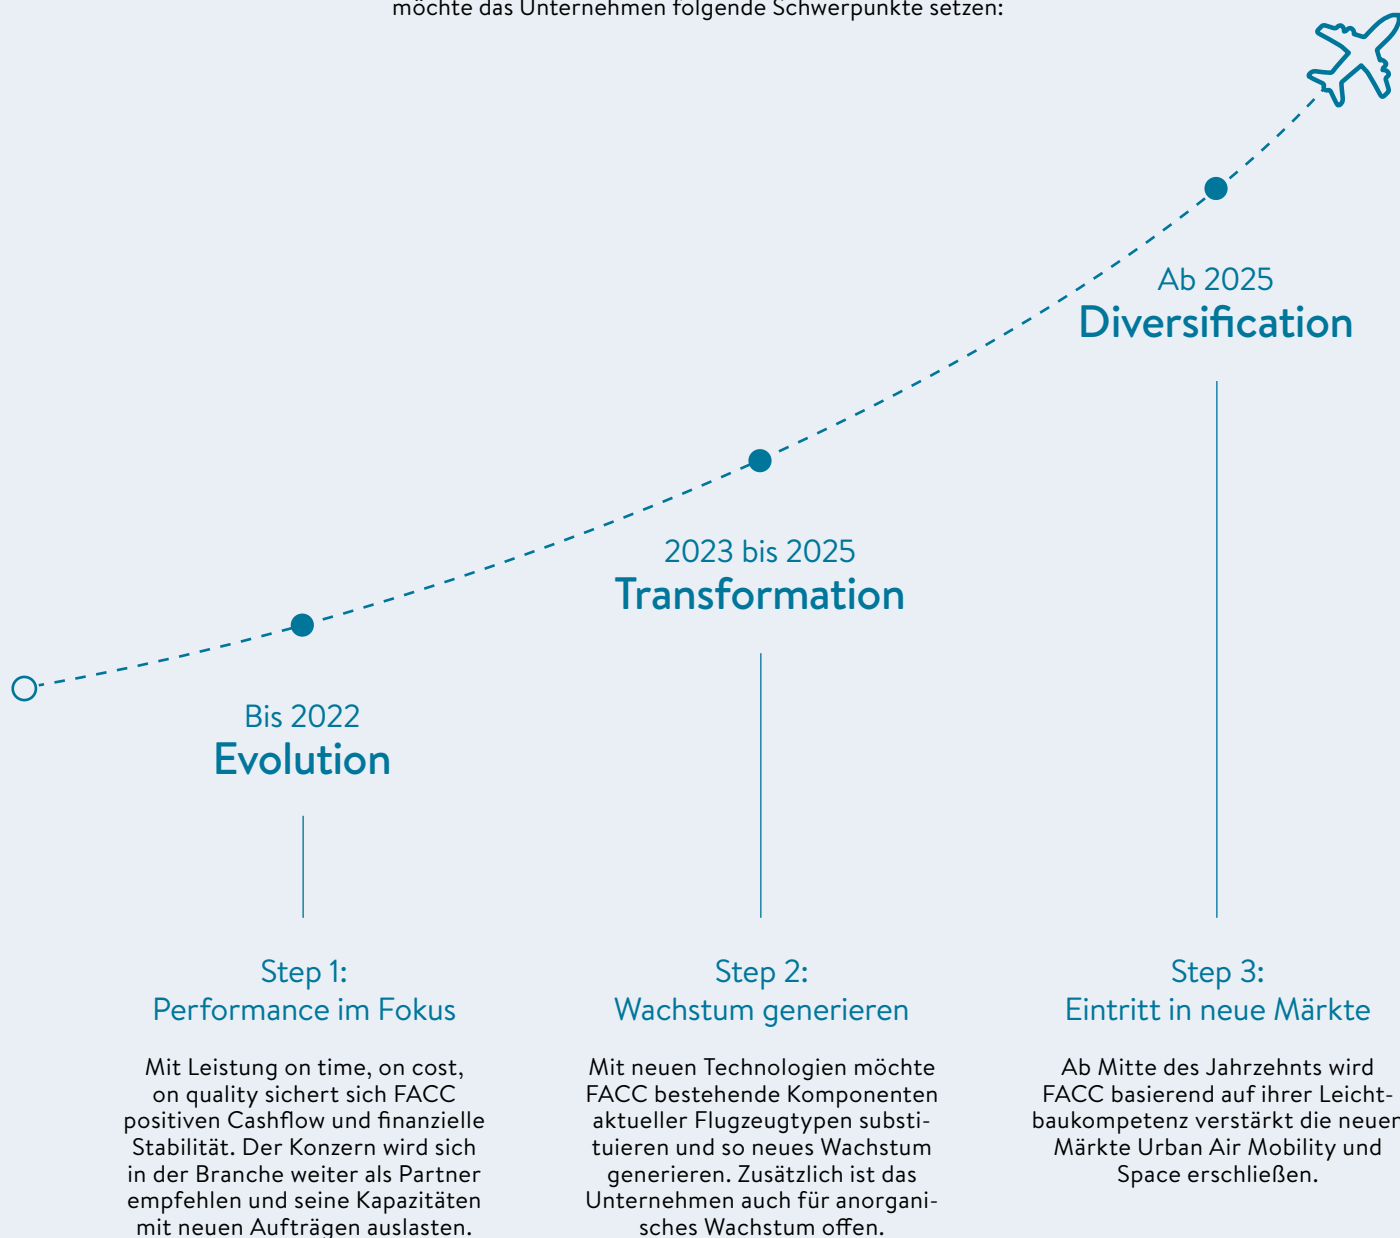 möchte das Unternehmen folgende Schwerpunkte setzen:
Ab 2025
Diversification
2023 bis 2025
Transformation
Bis 2022
Evolution
Step 1:
Performance im Fokus
Mit Leistung on time, on cost,
on quality sichert sich FACC
positiven Cashflow und finanzielle
Stabilität. Der Konzern wird sich
in der Branche weiter als Partner
empfehlen und seine Kapazitäten
mit neuen Aufträgen auslasten.
Step 2:
Wachstum generieren
Mit neuen Technologien möchte
FACC bestehende Komponenten
aktueller Flugzeugtypen substi-
tuieren und so neues Wachstum
generieren. Zusätzlich ist das
Unternehmen auch für anorgani-
sches Wachstum offen.
Step 3:
Eintritt in neue Märkte
Ab Mitte des Jahrzehnts wird
FACC basierend auf ihrer Leicht-
baukompetenz verstärkt die neuen
Märkte Urban Air Mobility und
Space erschließen.